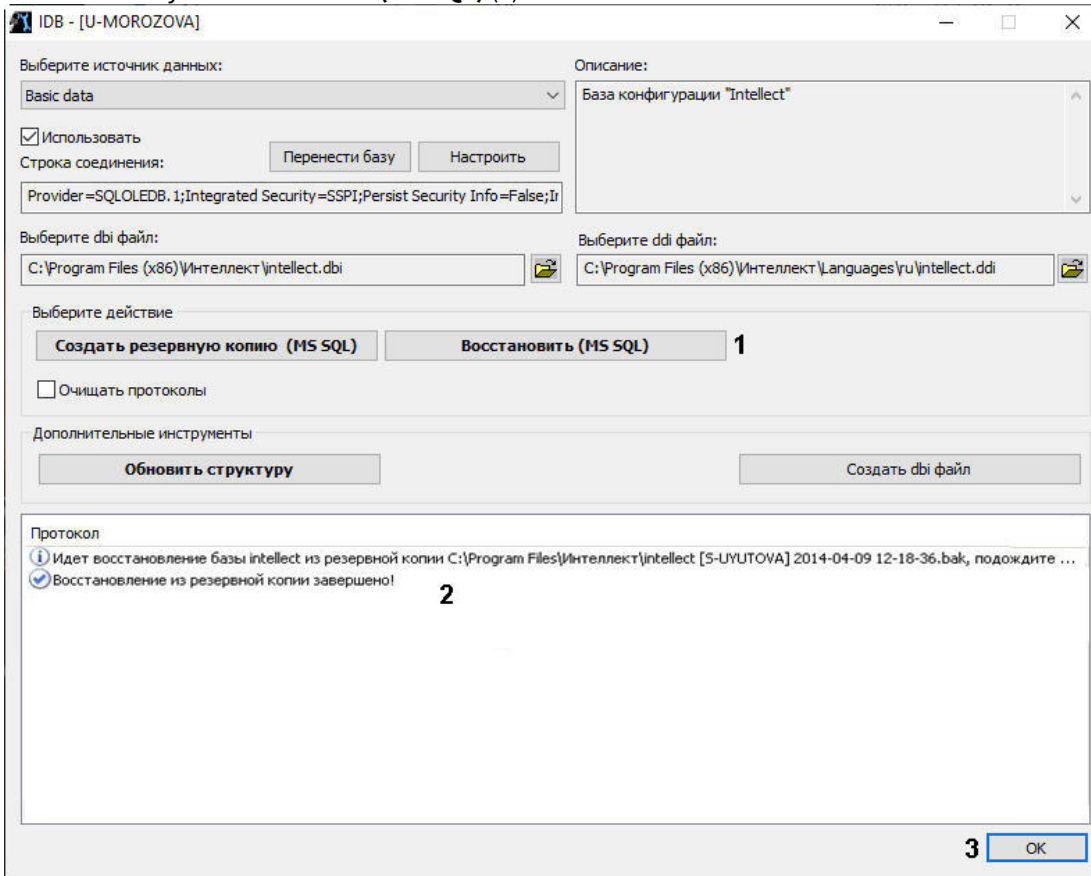 IDB - [U-MOROZOVA]
Выберите источник данных:
Описание:
Basic data
База конфигурации "Intellect"
Использовать
Строка соединения:
Перенести базу
Настроить
Provider=SQLOLEDB.1;Integrated Security=SSPI;Persist Security Info=False;Ir
Выберите dbi файл:
Выберите ddi файл:
C:\Program Files (x86)\Интеллект\intellect.dbi
C:\Program Files (x86)\Интеллект\Languages\ru\intellect.ddi
Выберите действие
Создать резервную копию (MS SQL)
Восстановить (MS SQL)
1
Очищать протоколы
Дополнительные инструменты
Обновить структуру
Создать dbi файл
Протокол
Идет восстановление базы intellect из резервной копии C:\Program Files\Интеллект\intellect [S-UYUTOVA] 2014-04-09 12-18-36.bak, подождите ...
Восстановление из резервной копии завершено!
2
3
OK